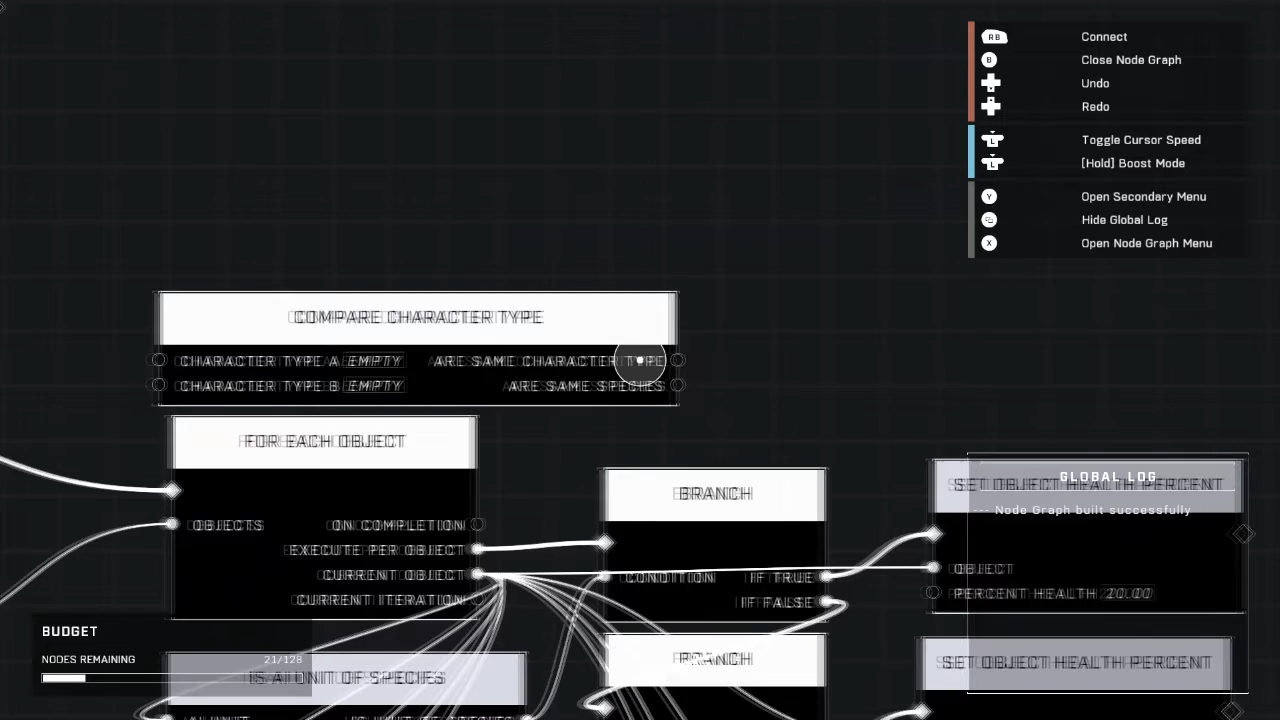 RB Connect
B Close Node Graph
Undo
Redo
L Toggle Cursor Speed
L [Hold] Boost Mode
Y Open Secondary Menu
Hide Global Log
X Open Node Graph Menu
COMPARE CHARACTER TYPE
CHARACTER TYPE A EMPTY ARE SAME CHARACTER TYPE
CHARACTER TYPE B EMPTY ARE SAME SPECIES
FOR EACH OBJECT
OBJECTS ON COMPLETION
EXECUTE PER OBJECT
CURRENT OBJECT
CURRENT ITERATION
BRANCH
CONDITION IF TRUE
IF FALSE
BRANCH
GLOBAL LOG
SET OBJECT HEALTH PERCENT
--- Node Graph built successfully
OBJECT
PERCENT HEALTH 20.00
SET OBJECT HEALTH PERCENT
BUDGET
NODES REMAINING 21/128
IS AI UNIT OF SPECIES